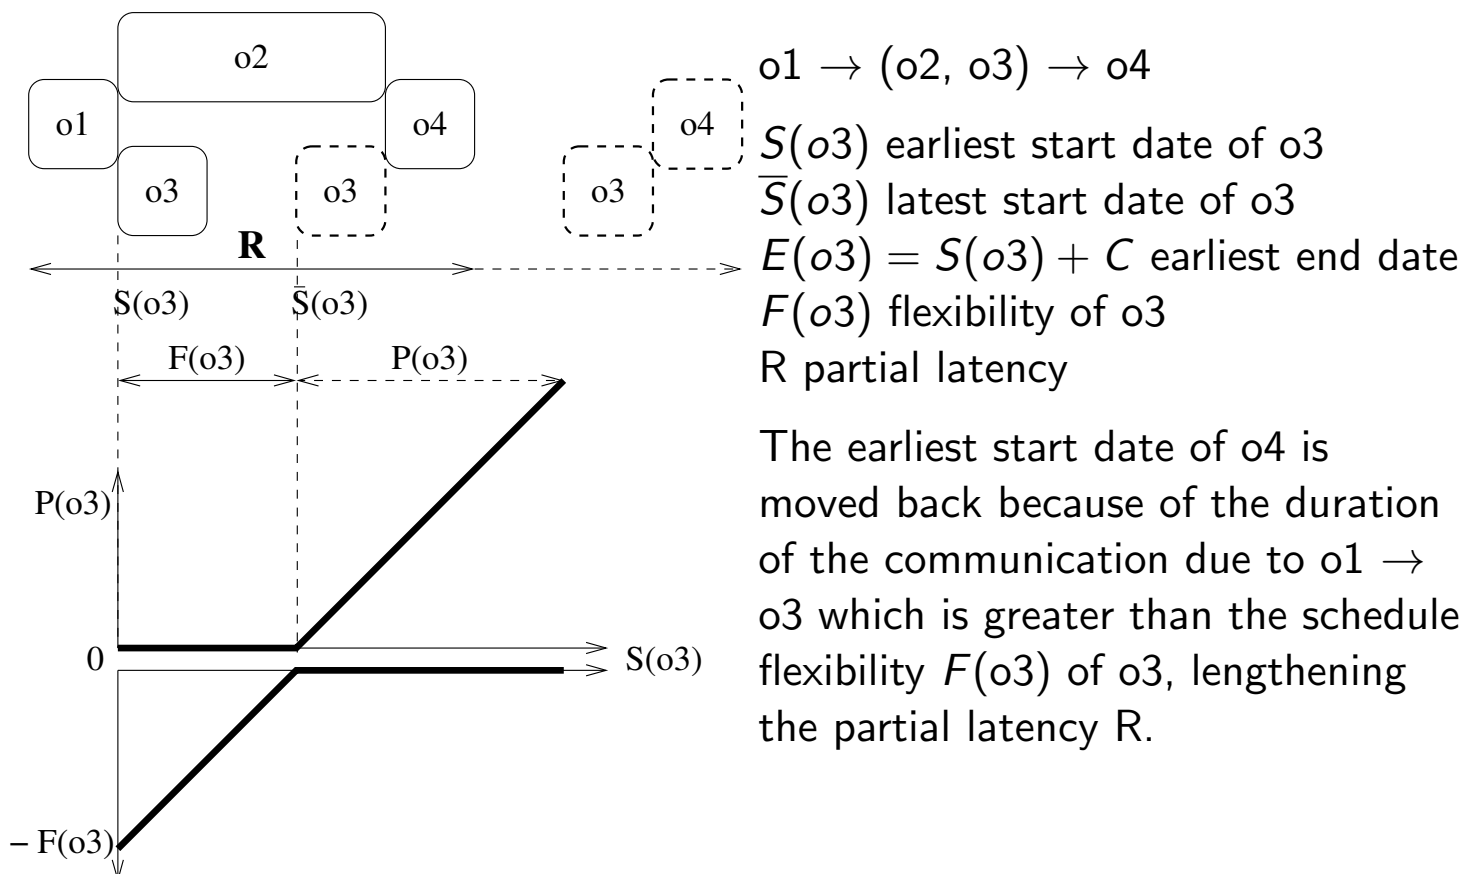 o2
o1
o4
o4
o3
o3
o3
R
S(o3)
S̄(o3)
F(o3)
P(o3)
P(o3)
0
S(o3)
– F(o3)
o1 → (o2, o3) → o4
S(o3) earliest start date of o3
S̅(o3) latest start date of o3
E(o3) = S(o3) + C earliest end date
F(o3) flexibility of o3
R partial latency
The earliest start date of o4 is
moved back because of the duration
of the communication due to o1 →
o3 which is greater than the schedule
flexibility F(o3) of o3, lengthening
the partial latency R.